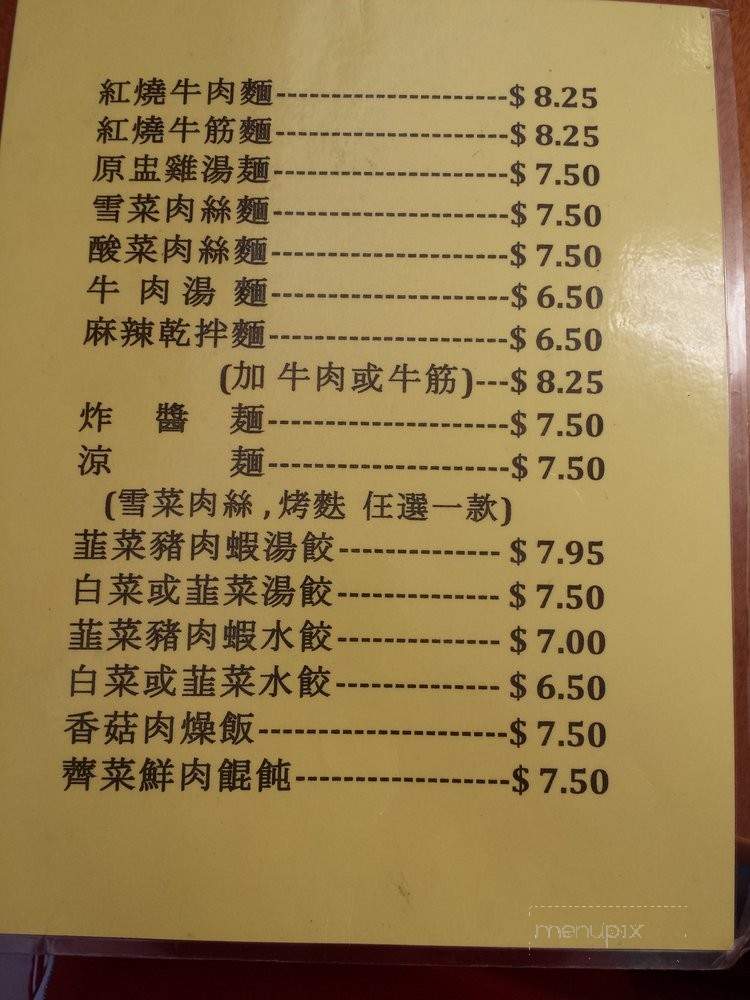 紅燒牛肉麵-----------------------$ 8.25
紅燒牛筋麵-----------------------$ 8.25
原盅雞湯麵-----------------------$ 7.50
雪菜肉絲麵-----------------------$ 7.50
酸菜肉絲麵-----------------------$ 7.50
牛 肉 湯 麵-----------------------$ 6.50
麻辣乾拌麵-----------------------$ 6.50
(加 牛肉或牛筋)---$ 8.25
炸 醬 麵-----------------------$ 7.50
涼 麵-----------------------$ 7.50
(雪菜肉絲,烤麩 任選一款)
韮菜豬肉蝦湯餃-------------- $ 7.95
白菜或韮菜湯餃-------------- $ 7.50
韮菜豬肉蝦水餃-------------- $ 7.00
白菜或韮菜水餃-------------- $ 6.50
香菇肉燥飯----------------------$ 7.50
薺菜鮮肉餛飩-------------------$ 7.50
menupix